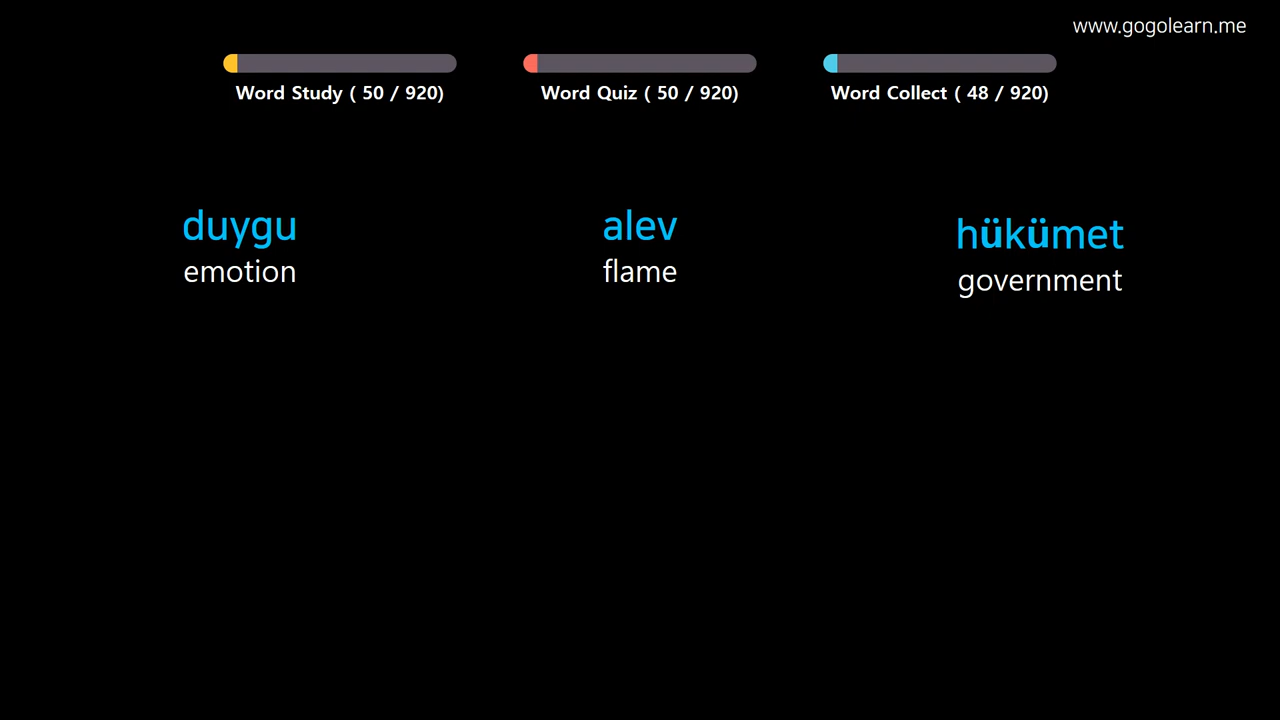 www.gogolearn.me
Word Study ( 50 / 920)
Word Quiz ( 50 / 920)
Word Collect ( 48 / 920)
duygu
emotion
alev
flame
hükümet
government